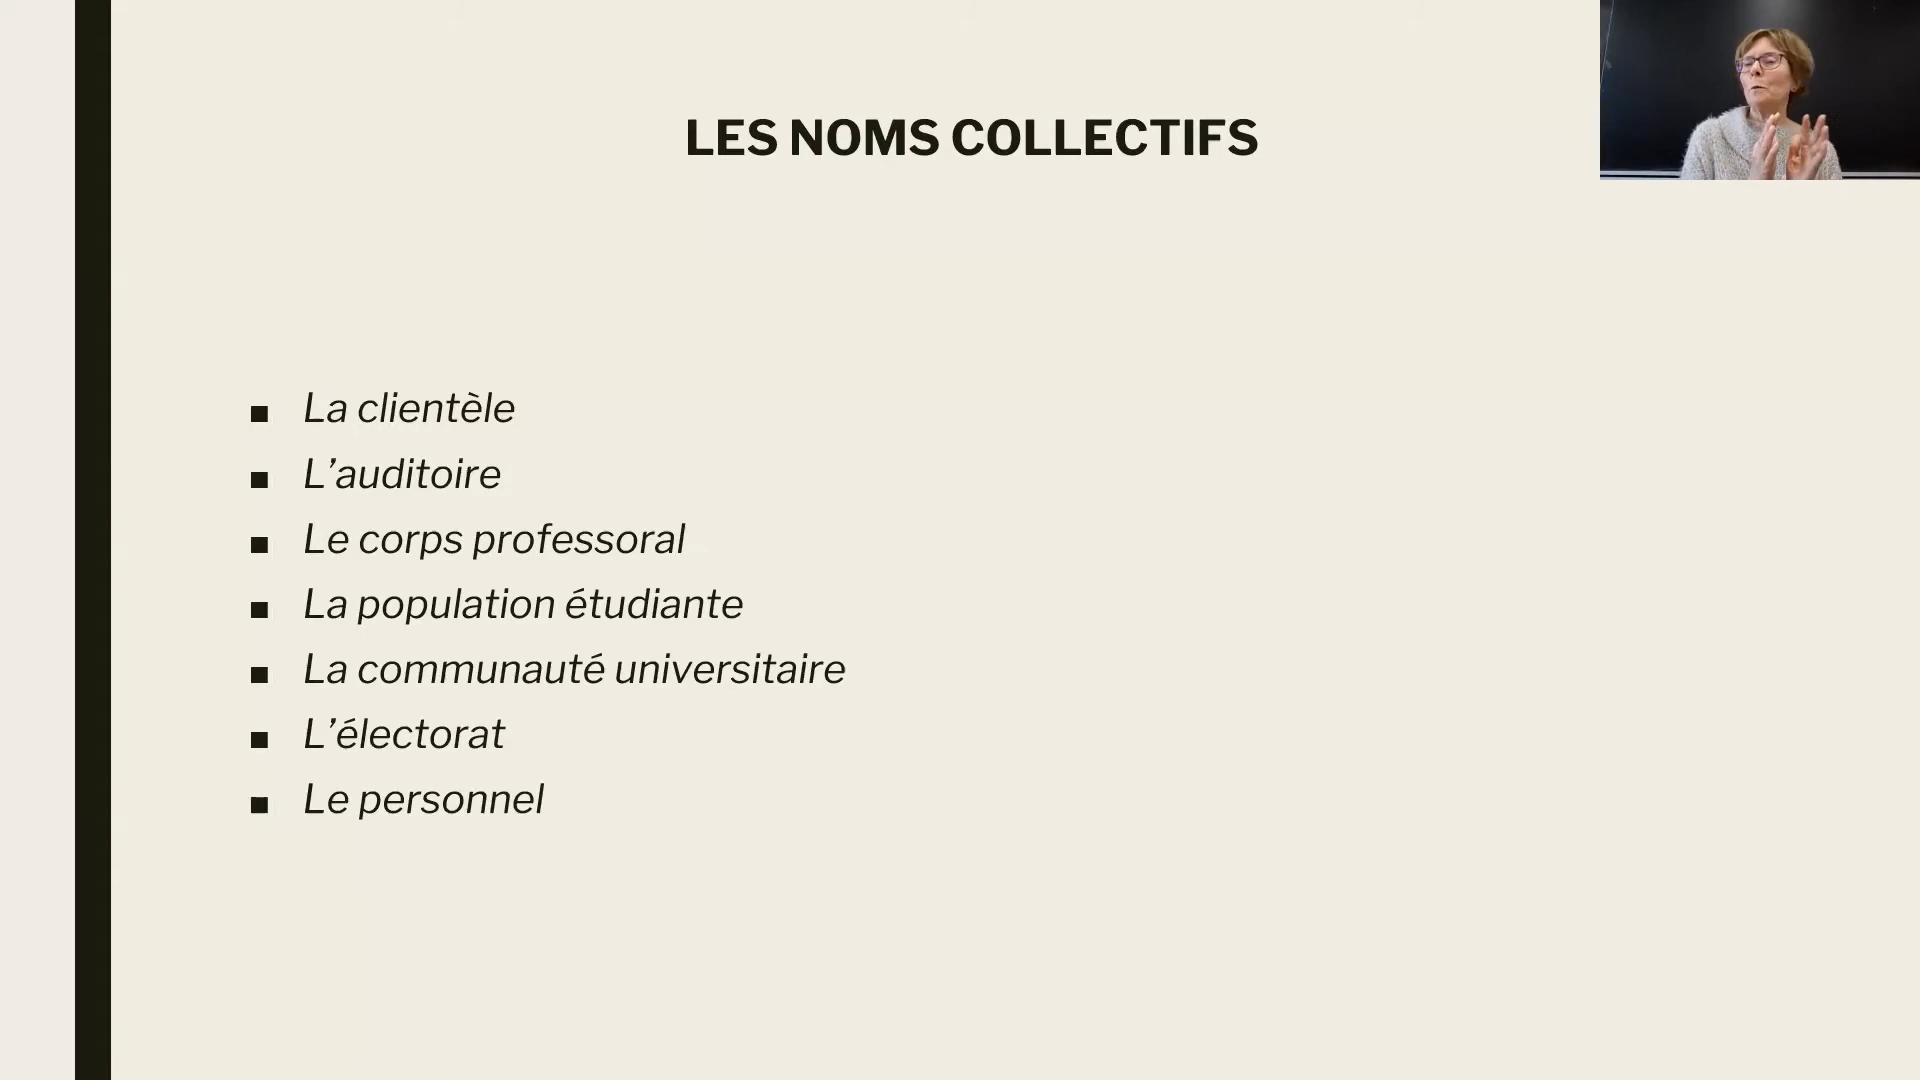 LES NOMS COLLECTIFS
■ La clientèle
■ L’auditoire
■ Le corps professoral
■ La population étudiante
■ La communauté universitaire
■ L’électorat
■ Le personnel